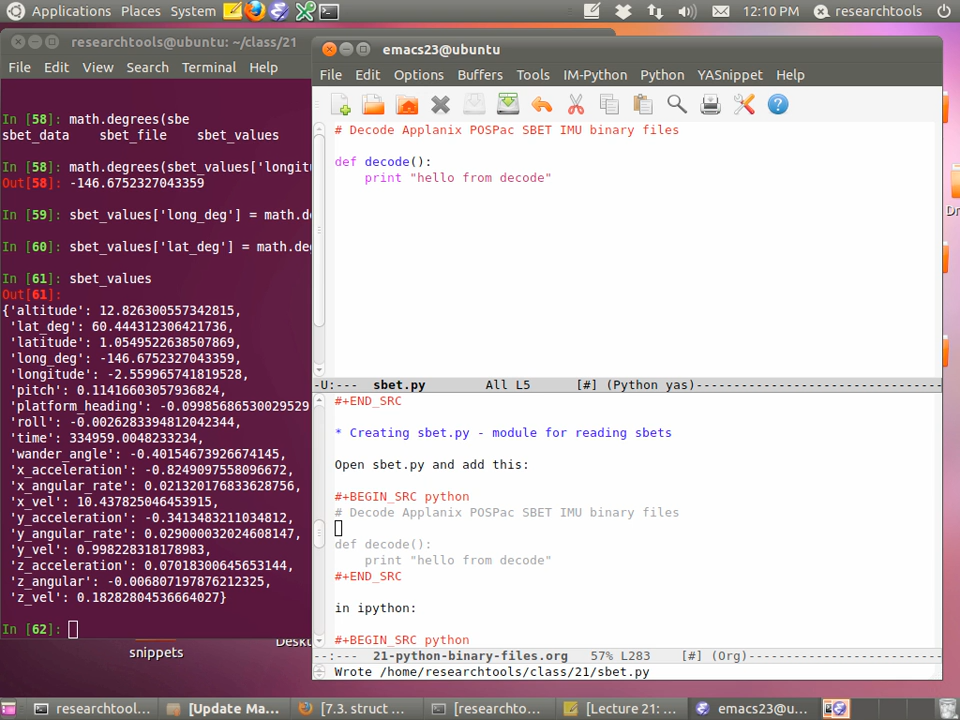 Applications Places System 12:10 PM researchtools
researchtools@ubuntu: ~/class/21
File Edit View Search Terminal Help
In [58]: math.degrees(sbe
sbet_data sbet_file sbet_values
In [58]: math.degrees(sbet_values['longitu
Out[58]: -146.6752327043359
In [59]: sbet_values['long_deg'] = math.d
In [60]: sbet_values['lat_deg'] = math.deg
In [61]: sbet_values
Out[61]:
{'altitude': 12.826300557342815,
'lat_deg': 60.444312306421736,
'latitude': 1.0549522638507869,
'long_deg': -146.6752327043359,
'longitude': -2.559965741819528,
'pitch': 0.11416603057936824,
'platform_heading': -0.09985686530029529
'roll': -0.0026283394812042344,
'time': 334959.0048233234,
'wander_angle': -0.40154673926674145,
'x_acceleration': -0.8249097558096672,
'x_angular_rate': 0.021320176833628756,
'x_vel': 10.437825046453915,
'y_acceleration': -0.3413483211034812,
'y_angular_rate': 0.029000032024608147,
'y_vel': 0.998228318178983,
'z_acceleration': 0.07018300645653144,
'z_angular': -0.006807197876212325,
'z_vel': 0.18282804536664027}
In [62]:
emacs23@ubuntu
File Edit Options Buffers Tools IM-Python Python YASnippet Help
# Decode Applanix POSPac SBET IMU binary files
def decode():
print "hello from decode"
-U:--- sbet.py All L5 [#] (Python yas)--------------------------------
#+END_SRC
* Creating sbet.py - module for reading sbets
Open sbet.py and add this:
#+BEGIN_SRC python
# Decode Applanix POSPac SBET IMU binary files
def decode():
print "hello from decode"
#+END_SRC
in ipython:
#+BEGIN_SRC python
--:--- 21-python-binary-files.org 57% L283 [#] (Org)--------------------------
Wrote /home/researchtools/class/21/sbet.py
snippets
researchtools... [Update Ma... [7.3. struct ... [researchto... [Lecture 21: ... emacs23@u...